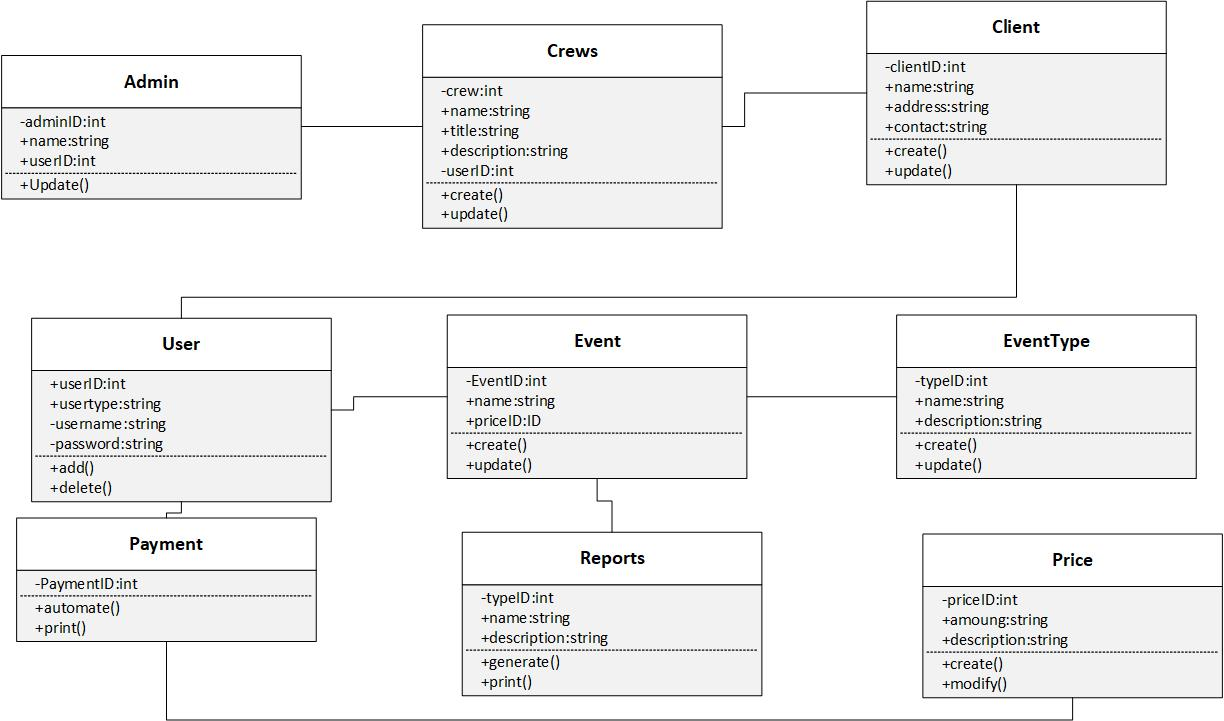 Admin
-adminID:int
+name:string
+userID:int
+Update()
Crews
-crew:int
+name:string
+title:string
+description:string
-userID:int
+create()
+update()
Client
-clientID:int
+name:string
+address:string
+contact:string
+create()
+update()
User
+userID:int
+usertype:string
-username:string
-password:string
+add()
+delete()
Event
-EventID:int
+name:string
+priceID:ID
+create()
+update()
EventType
-typeID:int
+name:string
+description:string
+create()
+update()
Payment
-PaymentID:int
+automate()
+print()
Reports
-typeID:int
+name:string
+description:string
+generate()
+print()
Price
-priceID:int
+amoung:string
+description:string
+create()
+modify()